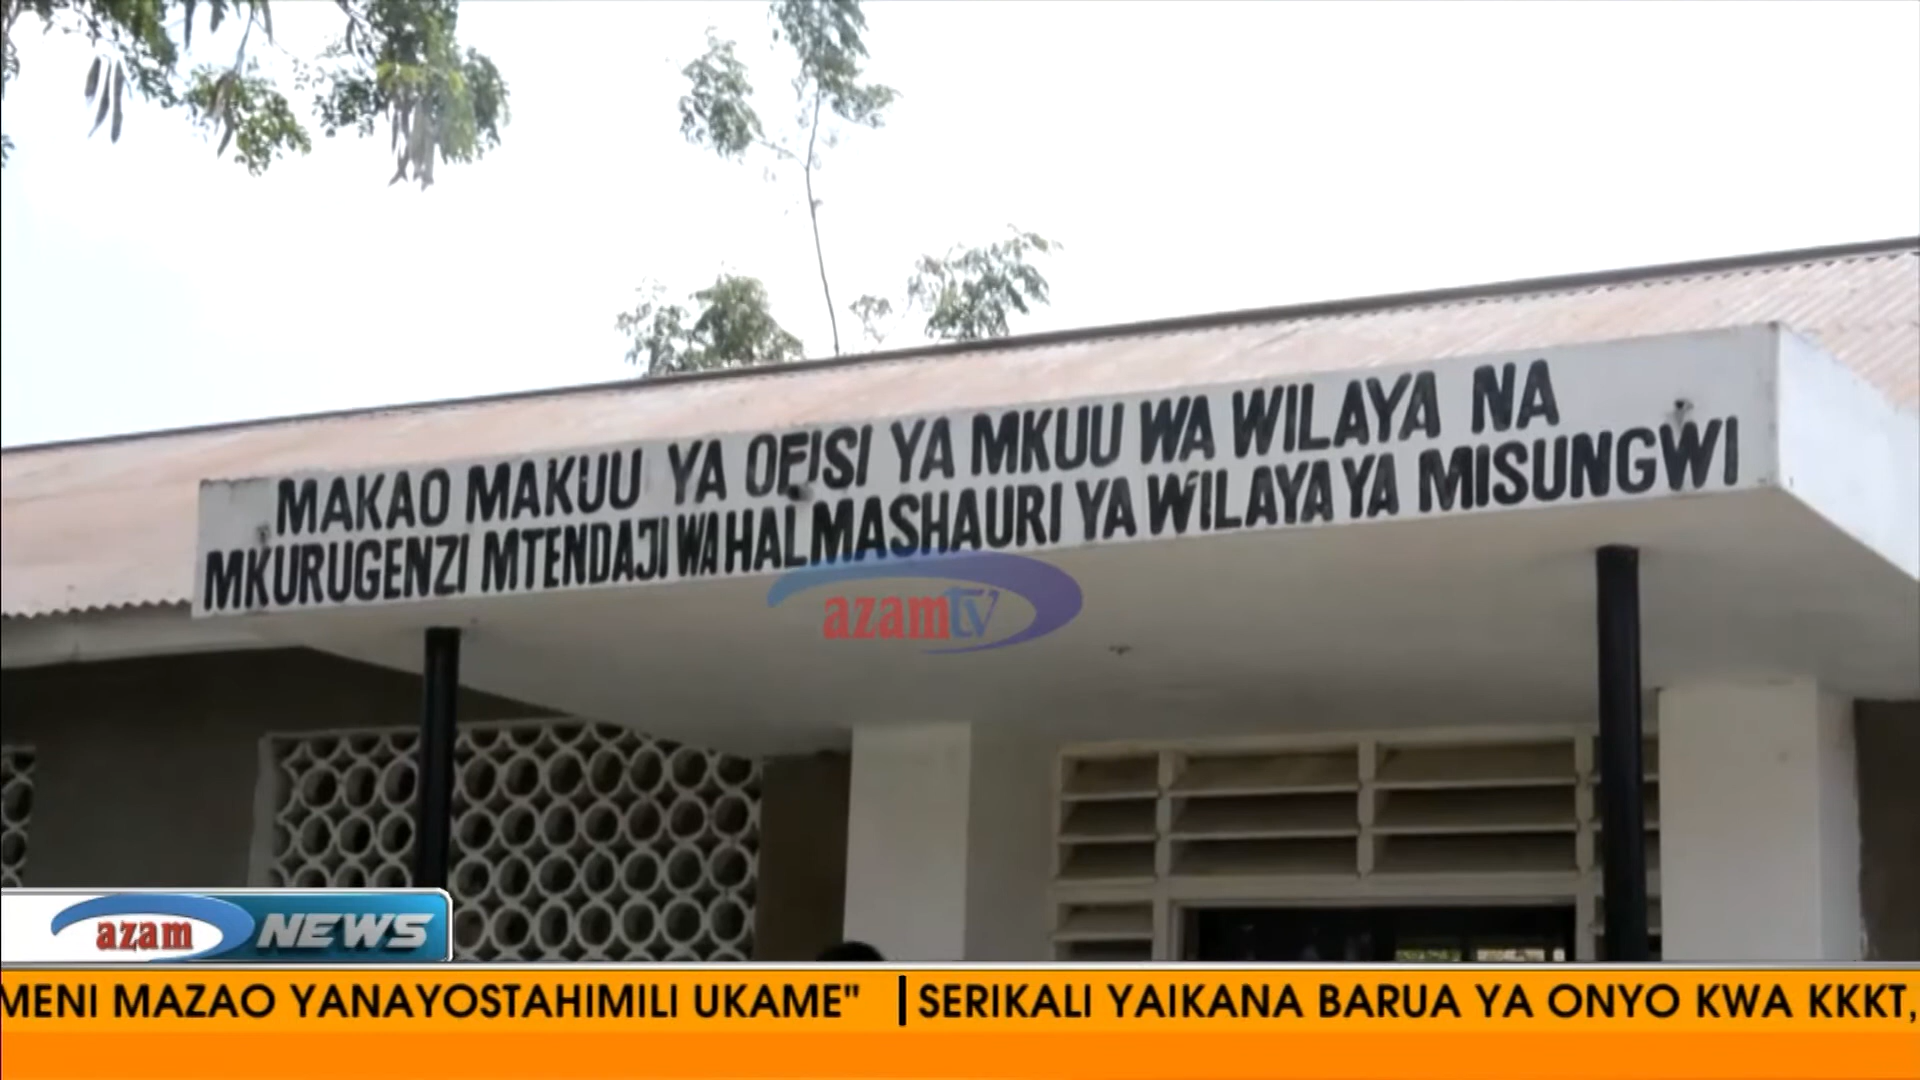 MAKAO MAKUU YA OFISI YA MKUU WA WILAYA NA
MKURUGENZI MTENDAJI WA HALMASHAURI YA WILAYA YA MISUNGWI
azamtv
azam NEWS
MENI MAZAO YANAYOSTAHIMILI UKAME" | SERIKALI YAIKANA BARUA YA ONYO KWA KKKT,